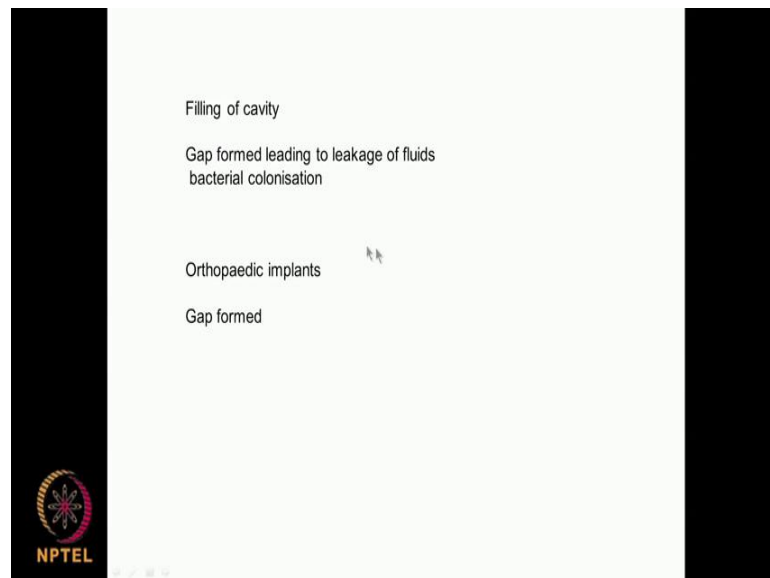 Filling of cavity
Gap formed leading to leakage of fluids
bacterial colonisation
Orthopaedic implants
Gap formed
NPTEL